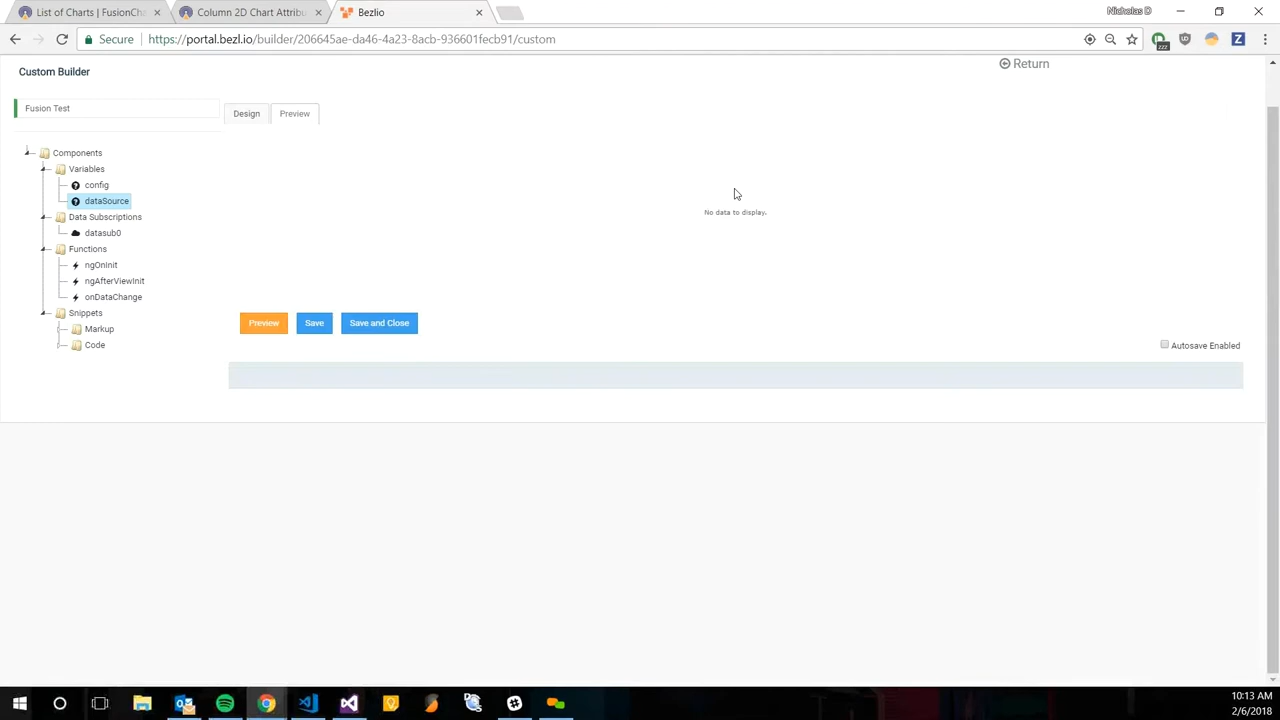 List of Charts | FusionCha
Column 2D Chart Attribu
Bezlio
Nicholas D
Secure
https://portal.bezl.io/builder/206645ae-da46-4a23-8acb-936601fecb91/custom
zzz
Z
Custom Builder
Return
Fusion Test
Design
Preview
Components
Variables
config
dataSource
Data Subscriptions
datasub0
Functions
ngOnInit
ngAfterViewInit
onDataChange
Snippets
Markup
Code
No data to display.
Preview
Save
Save and Close
Autosave Enabled
10:13 AM
2/6/2018